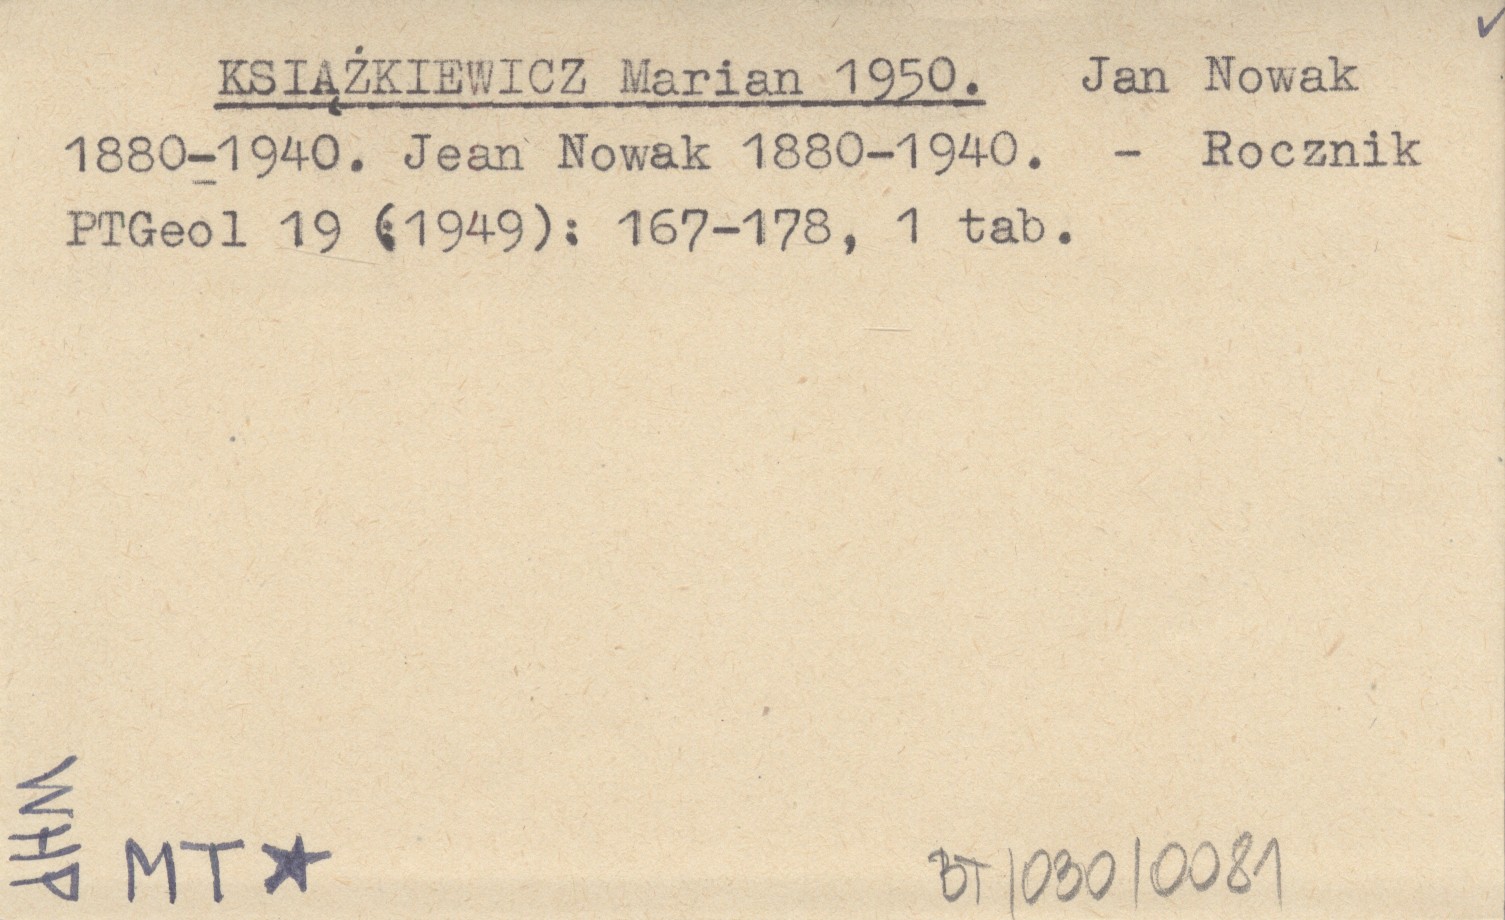 KSIĄŻKIEWICZ Marian 1950. Jan Nowak
1880-1940. Jean Nowak 1880-1940. - Rocznik
PTGeol 19 (1949): 167-178, 1 tab.
WHP
MT ★
BT/030/0081